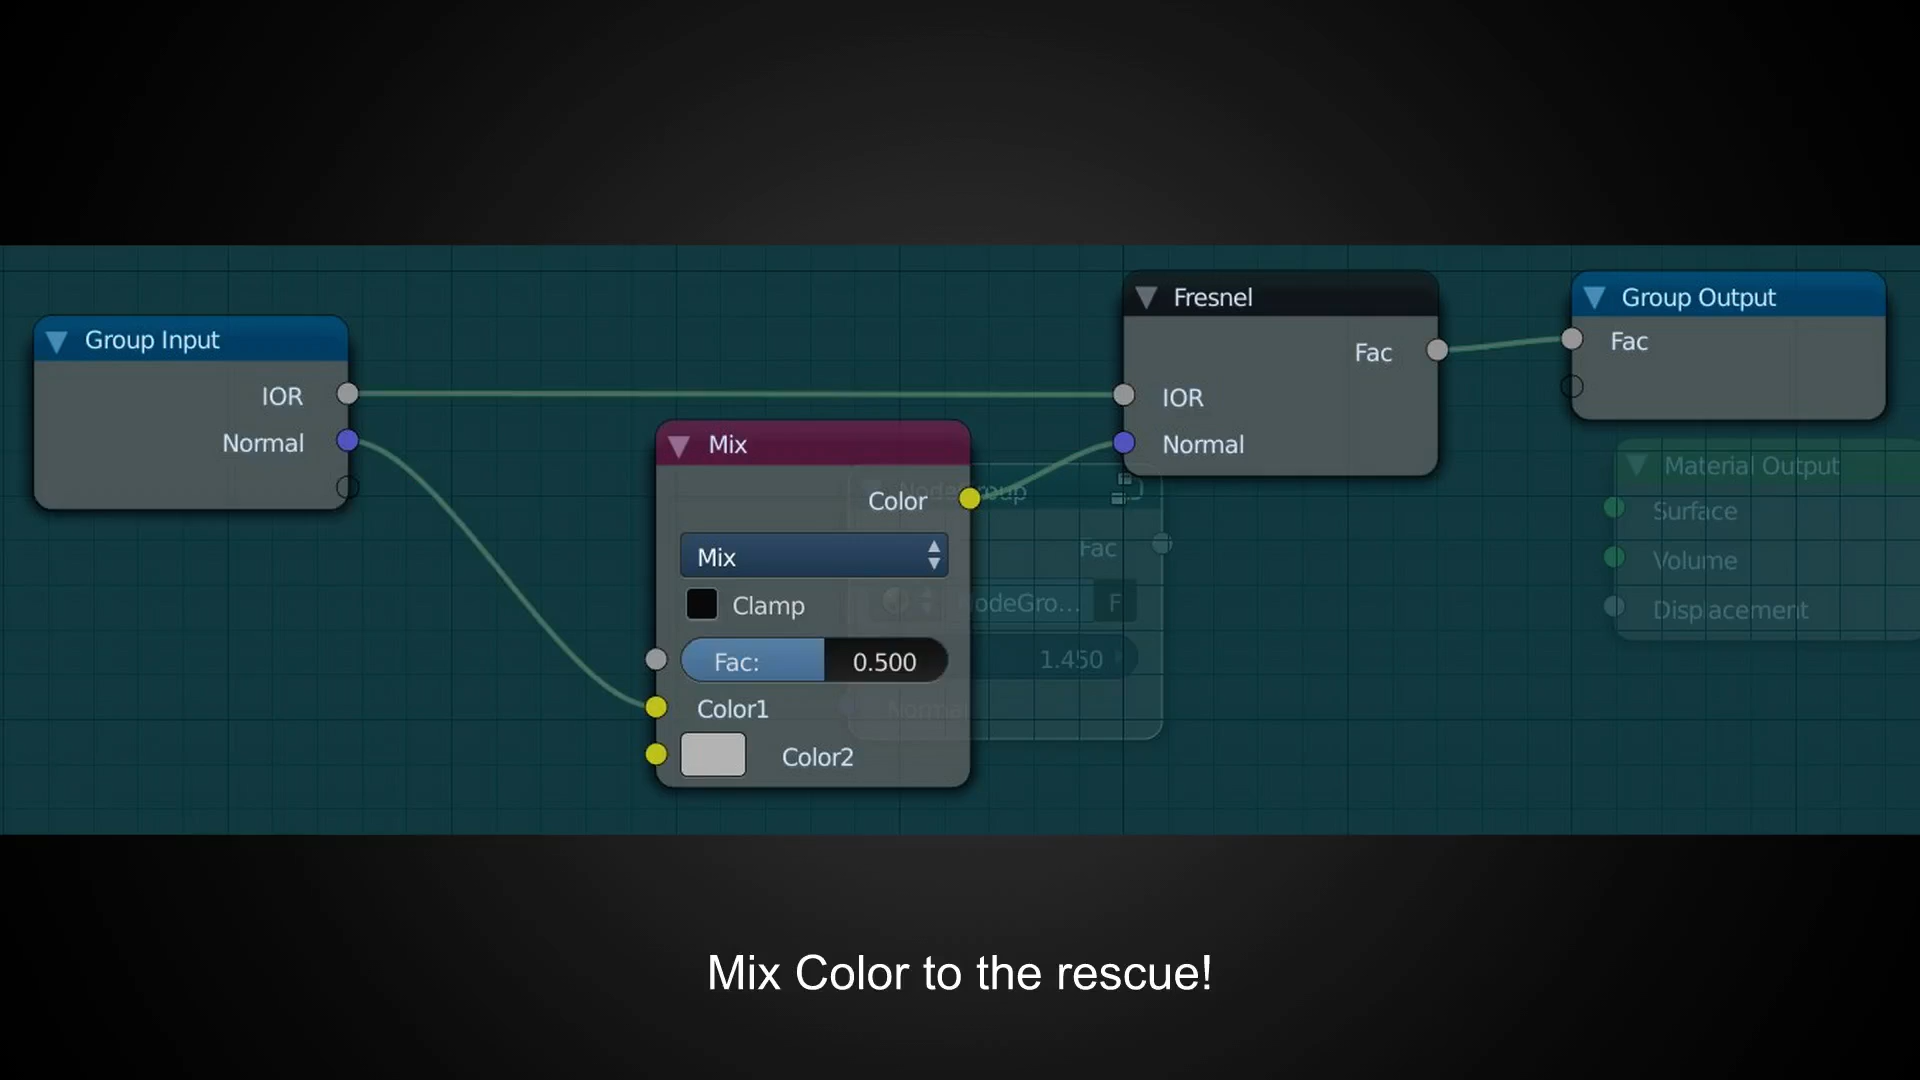 Group Input
IOR
Normal
Mix
Color
Mix
Clamp
Fac: 0.500
Color1
Color2
Fresnel
Fac
IOR
Normal
Group Output
Fac
NodeGroup
Fac
F
1.450
Material Output
Surface
Volume
Displacement
Mix Color to the rescue!